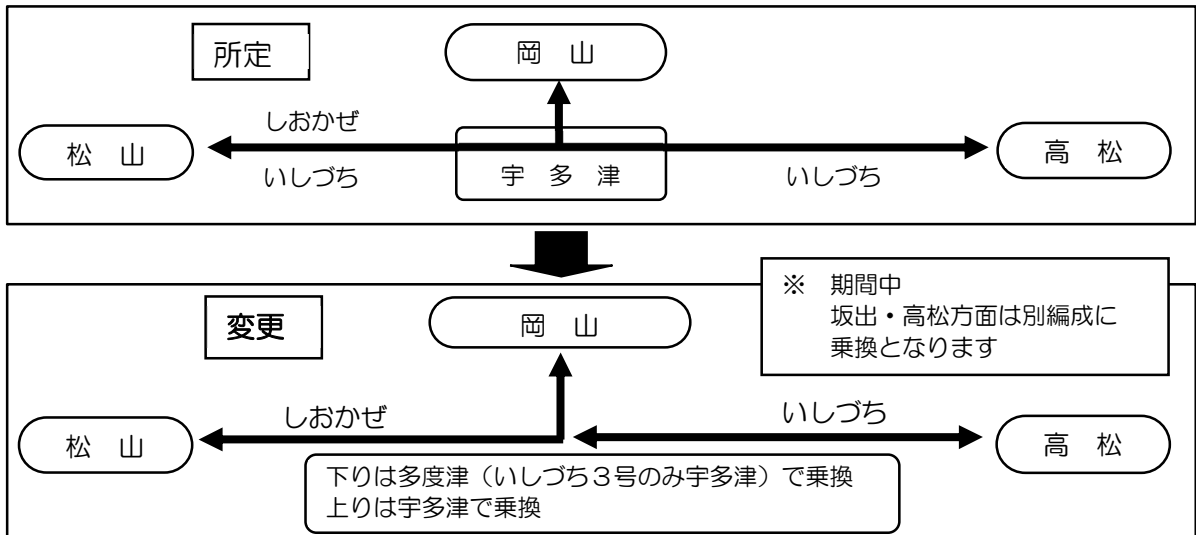 所定
岡 山
しおかぜ
松 山
高 松
いしづち
宇 多 津
いしづち
※ 期間中
坂出・高松方面は別編成に
乗換となります
変更
岡 山
しおかぜ
いしづち
松 山
高 松
下りは多度津（いしづち３号のみ宇多津）で乗換
上りは宇多津で乗換